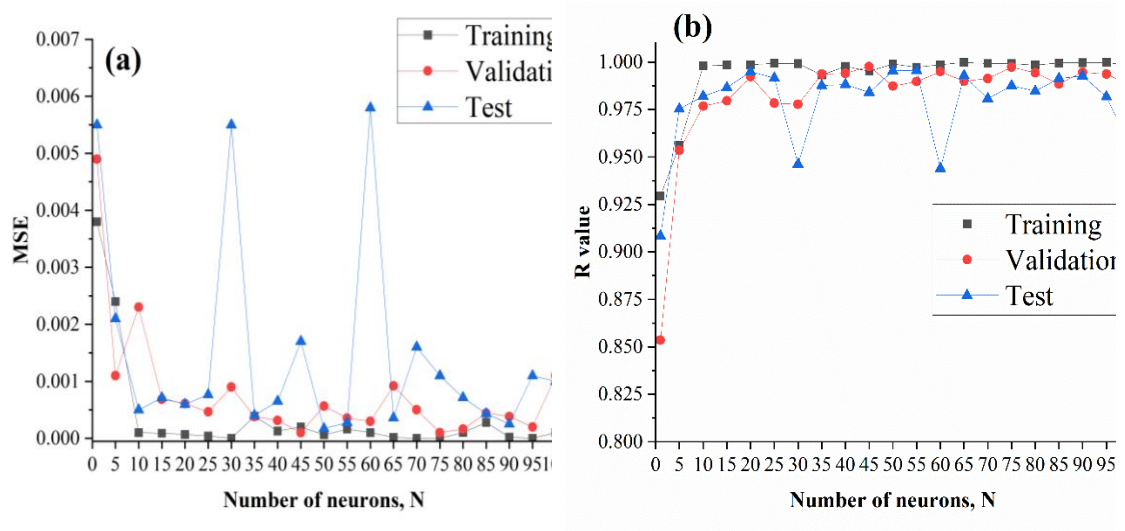 (a)
Training
Validatio
Test
0.007
0.006
0.005
0.004
0.003
0.002
0.001
0.000
MSE
0 5 10 15 20 25 30 35 40 45 50 55 60 65 70 75 80 85 90 95 10
Number of neurons, N
(b)
1.000
0.975
0.950
0.925
0.900
0.875
0.850
0.825
0.800
R value
Training
Validation
Test
0 5 10 15 20 25 30 35 40 45 50 55 60 65 70 75 80 85 90 95
Number of neurons, N